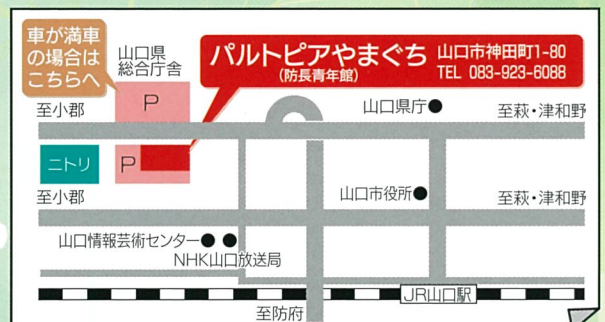 車が満車
の場合は
こちらへ
山口県
総合庁舎
パルトピアやまぐち
(防長青年館)
山口市神田町1-80
TEL 083-923-6088
P
山口県庁
至小郡
至萩・津和野
ニトリ
P
山口市役所
至小郡
至萩・津和野
山口情報芸術センター
NHK山口放送局
JR山口駅
至防府